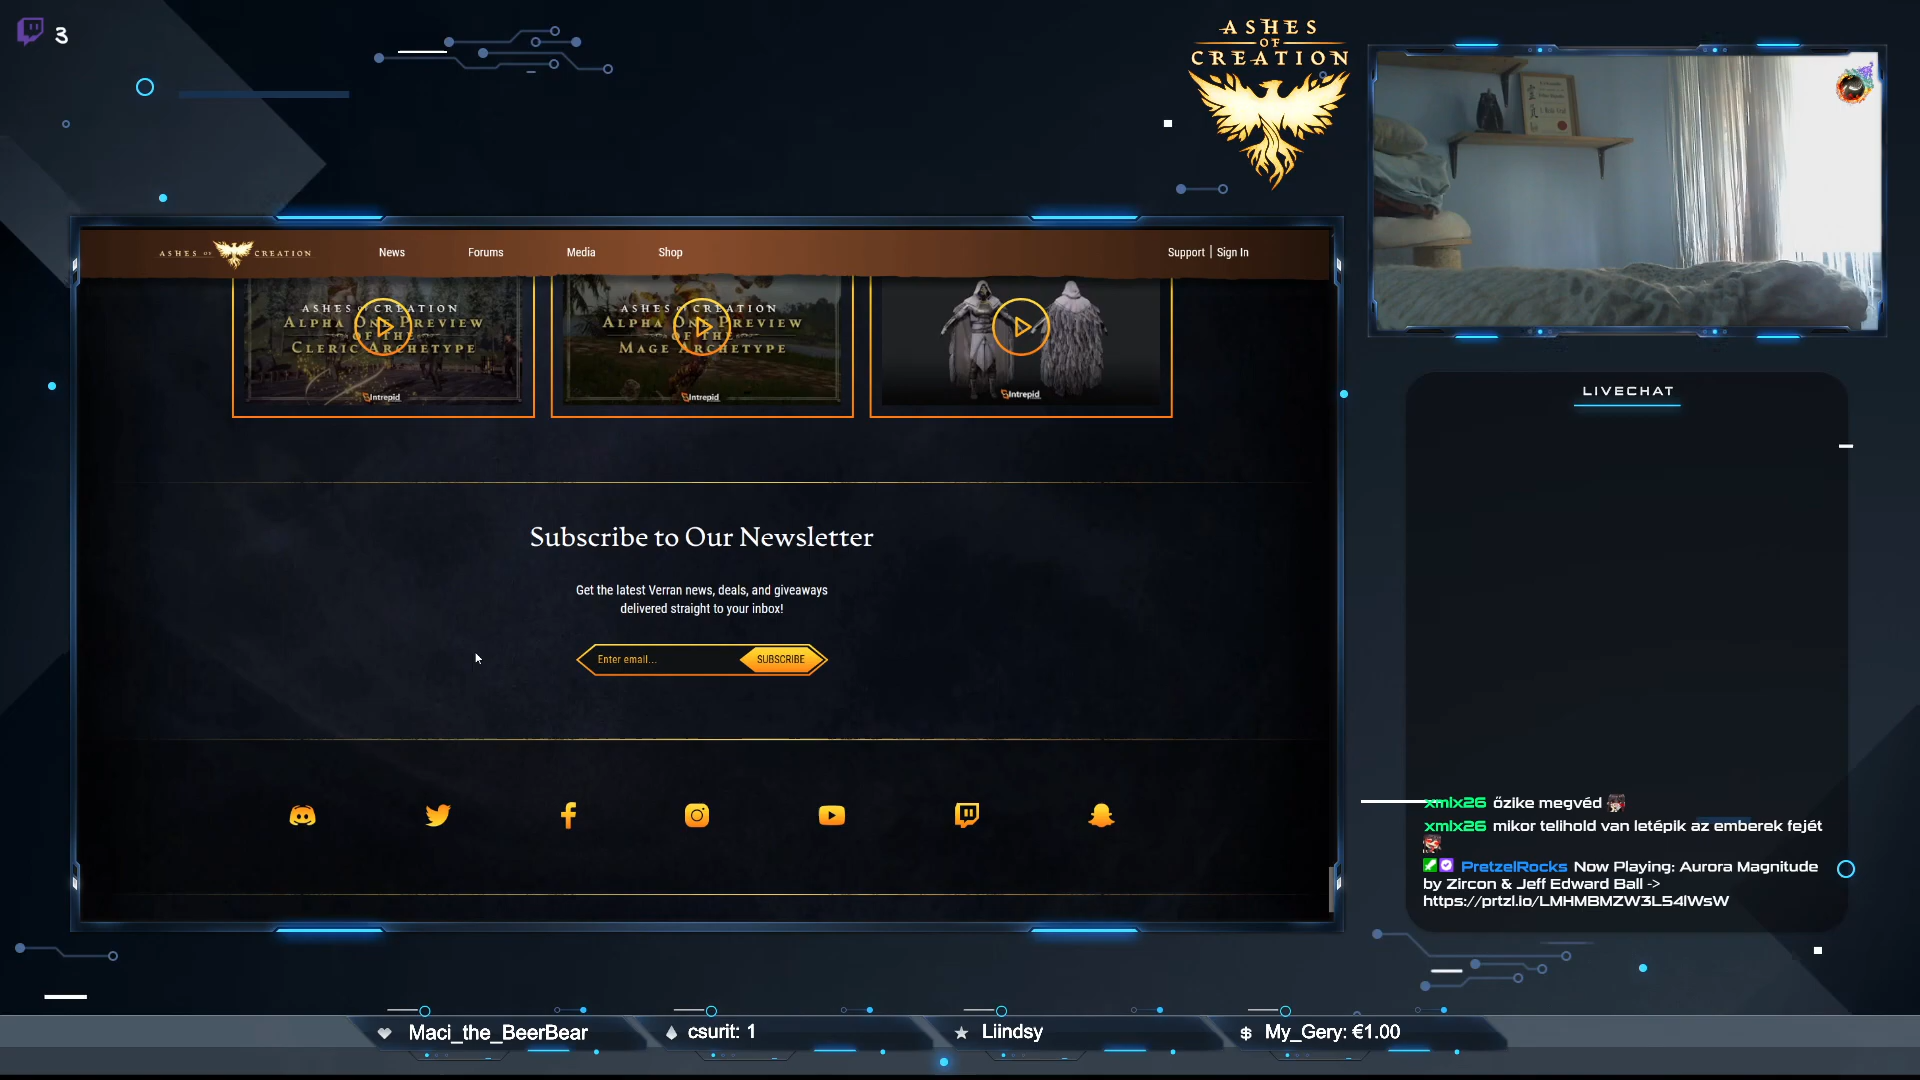 3
ASHES
OF
CREATION
ASHES OF CREATION
News
Forums
Media
Shop
Support | Sign In
ASHES of CREATION
ALPHA ONE PREVIEW
OF THE
CLERIC ARCHETYPE
Intrepid
ASHES of CREATION
ALPHA ONE PREVIEW
OF THE
MAGE ARCHETYPE
Intrepid
Intrepid
Subscribe to Our Newsletter
Get the latest Verran news, deals, and giveaways
delivered straight to your inbox!
Enter email...
SUBSCRIBE
LIVECHAT
xmlx26 őzike megvéd
xmlx26 mikor telihold van letépik az emberek fejét
PretzelRocks Now Playing: Aurora Magnitude
by Zircon & Jeff Edward Ball ->
https://prtzl.io/LMHMBMZW3L54lWsW
Maci_the_BeerBear
csurit: 1
Liindsy
My_Gery: €1.00